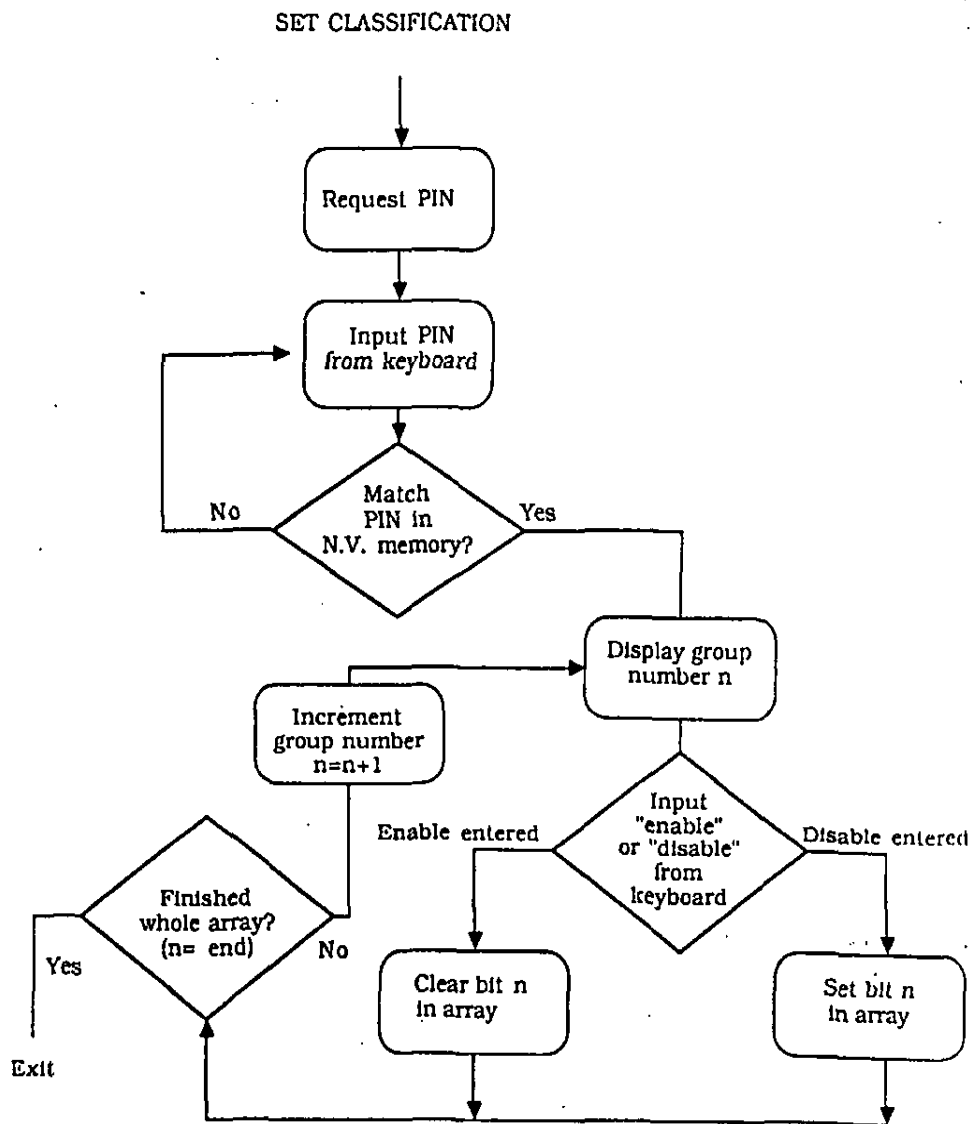 SET CLASSIFICATION
Request PIN
Input PIN
from keyboard
Match
PIN in
N.V. memory?
No
Yes
Display group
number n
Increment
group number
n=n+1
Input
"enable"
or "disable"
from
keyboard
Enable entered
Disable entered
Finished
whole array?
(n= end)
Yes
No
Clear bit n
in array
Set bit n
in array
Exit